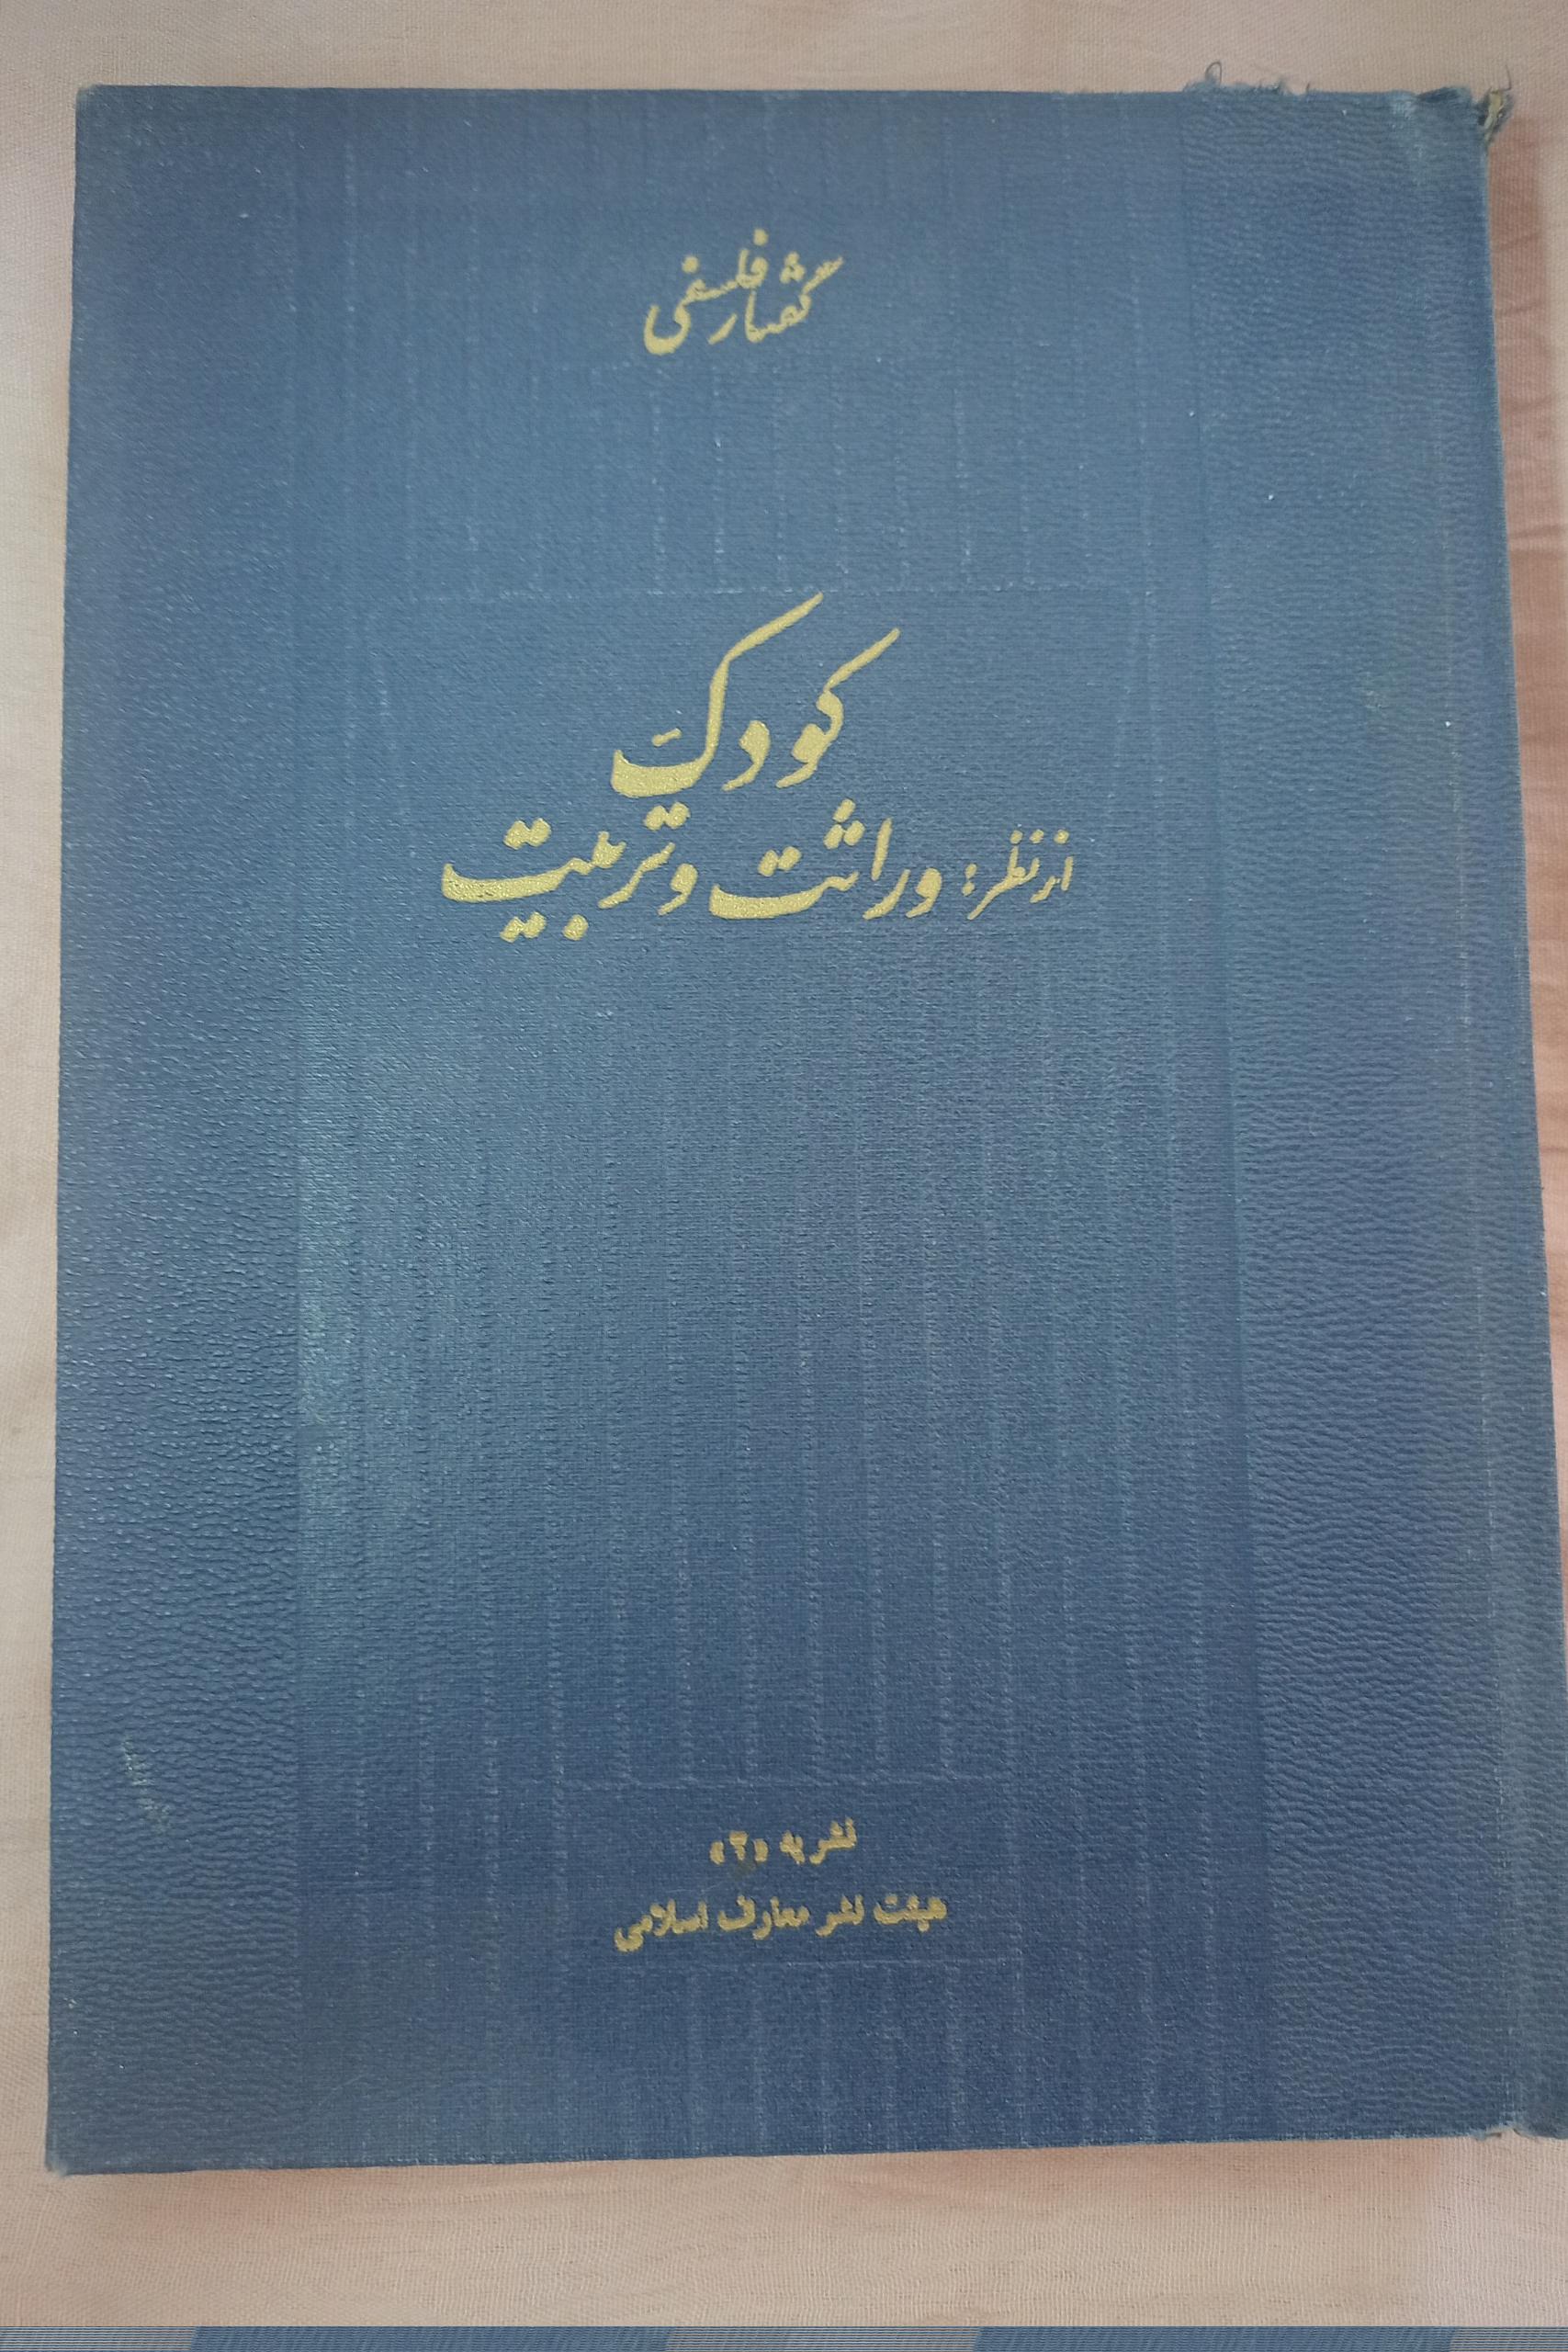 گفتار فلسفی
کودک
از نظر: وراثت و تربیت
نشریه «۲»
هیئت نشر معارف اسلامی